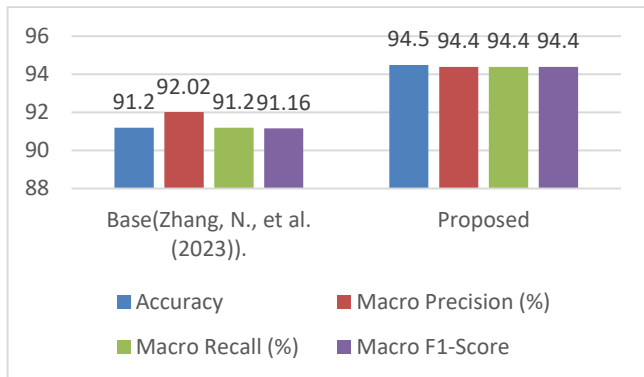 96
94
92
90
88
91.2
92.02
91.2
91.16
94.5
94.4
94.4
94.4
Base(Zhang, N., et al.
(2023)).
Proposed
Accuracy
Macro Precision (%)
Macro Recall (%)
Macro F1-Score